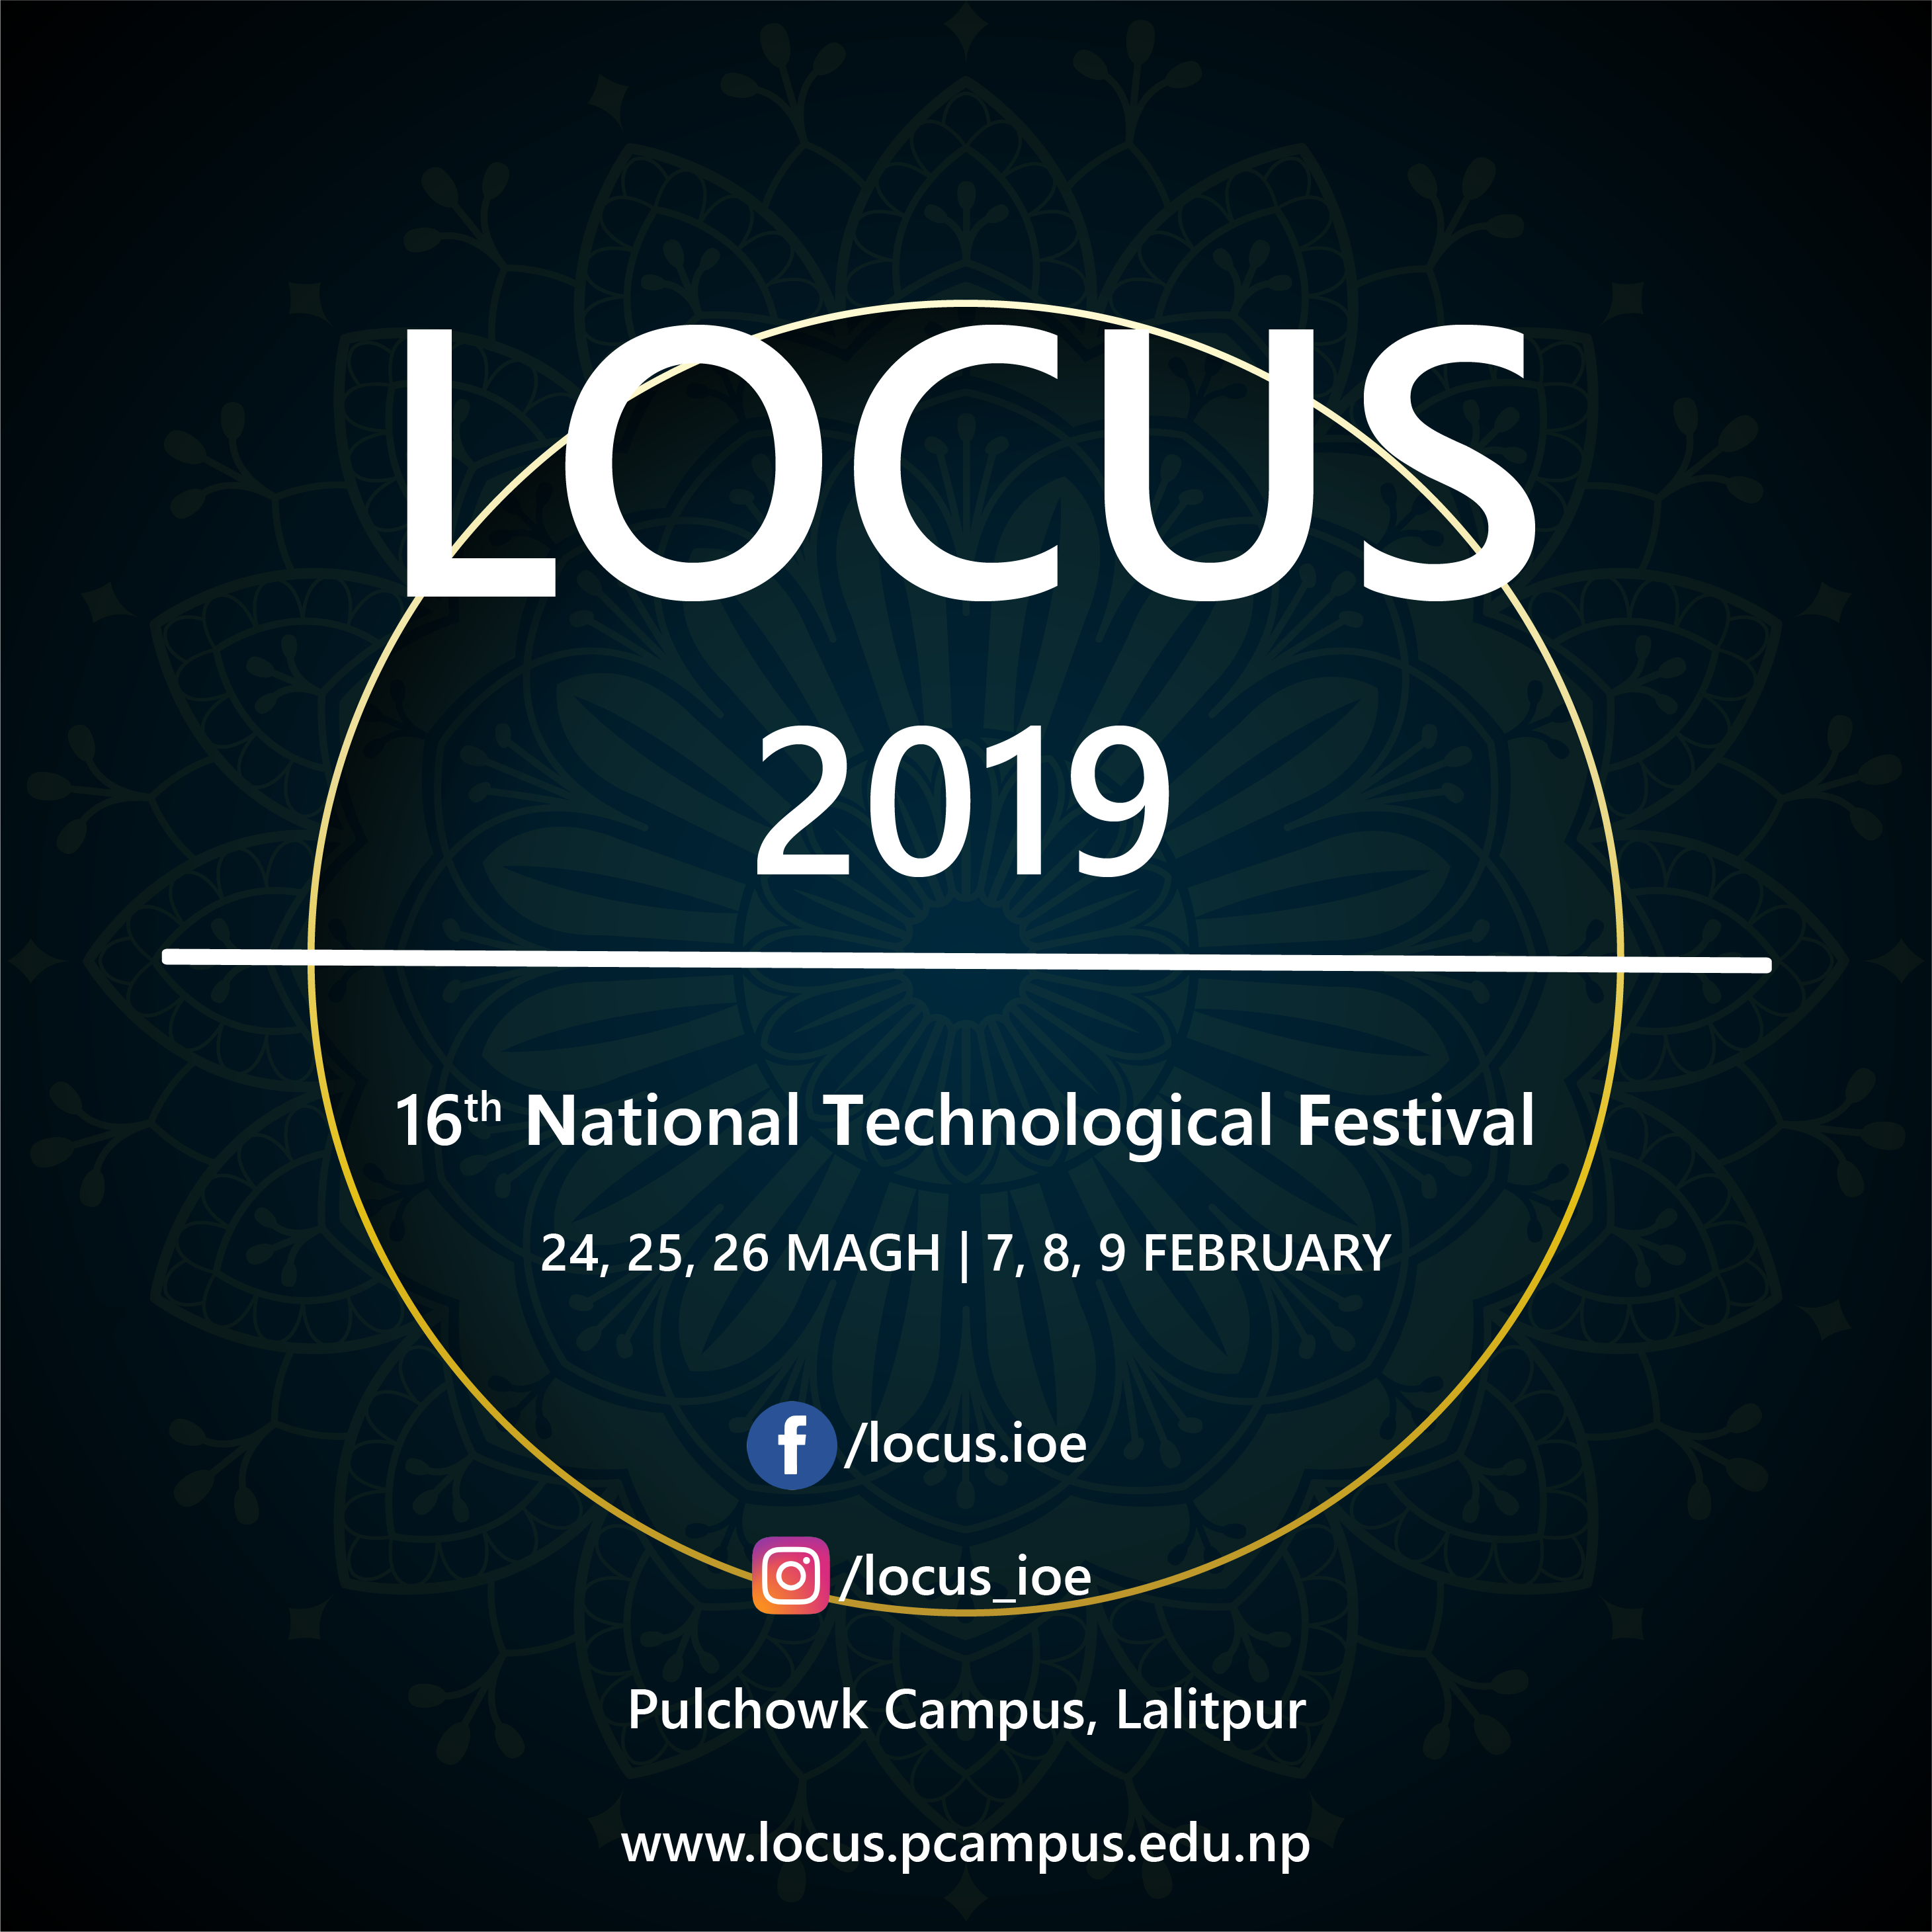 LOCUS
2019
16th National Technological Festival
24, 25, 26 MAGH | 7, 8, 9 FEBRUARY
/locus.ioe
/locus_ioe
Pulchowk Campus, Lalitpur
www.locus.pcampus.edu.np